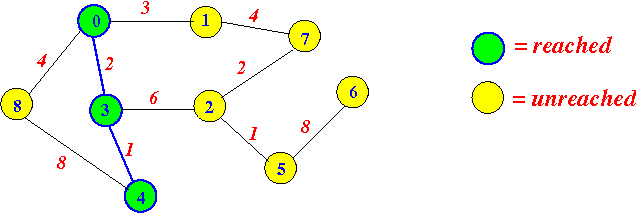 0 3 1 4 7
4 2 2
8 3 6 2 6
1 1 8
8 5
4
= reached
= unreached